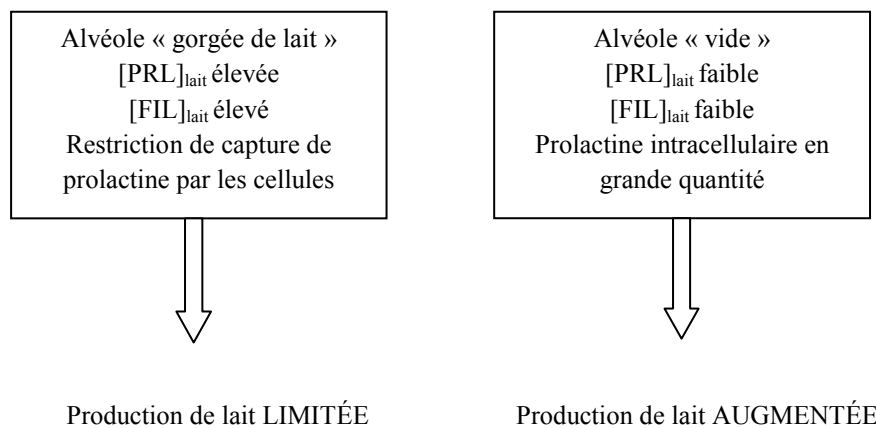 Alvéole « gorgée de lait »
[PRL]lait élevée
[FIL]lait élevé
Restriction de capture de
prolactine par les cellules
Production de lait LIMITÉE
Alvéole « vide »
[PRL]lait faible
[FIL]lait faible
Prolactine intracellulaire en
grande quantité
Production de lait AUGMENTÉE